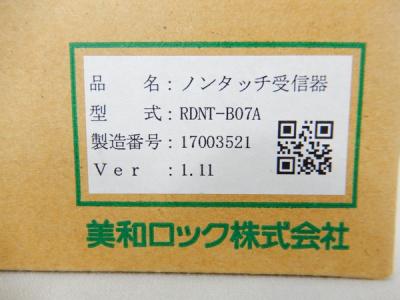 品　　名：ノンタッチ受信器
型　　式：RDNT-B07A
製造番号：17003521
Ｖｅｒ　：1.11
美和ロック株式会社